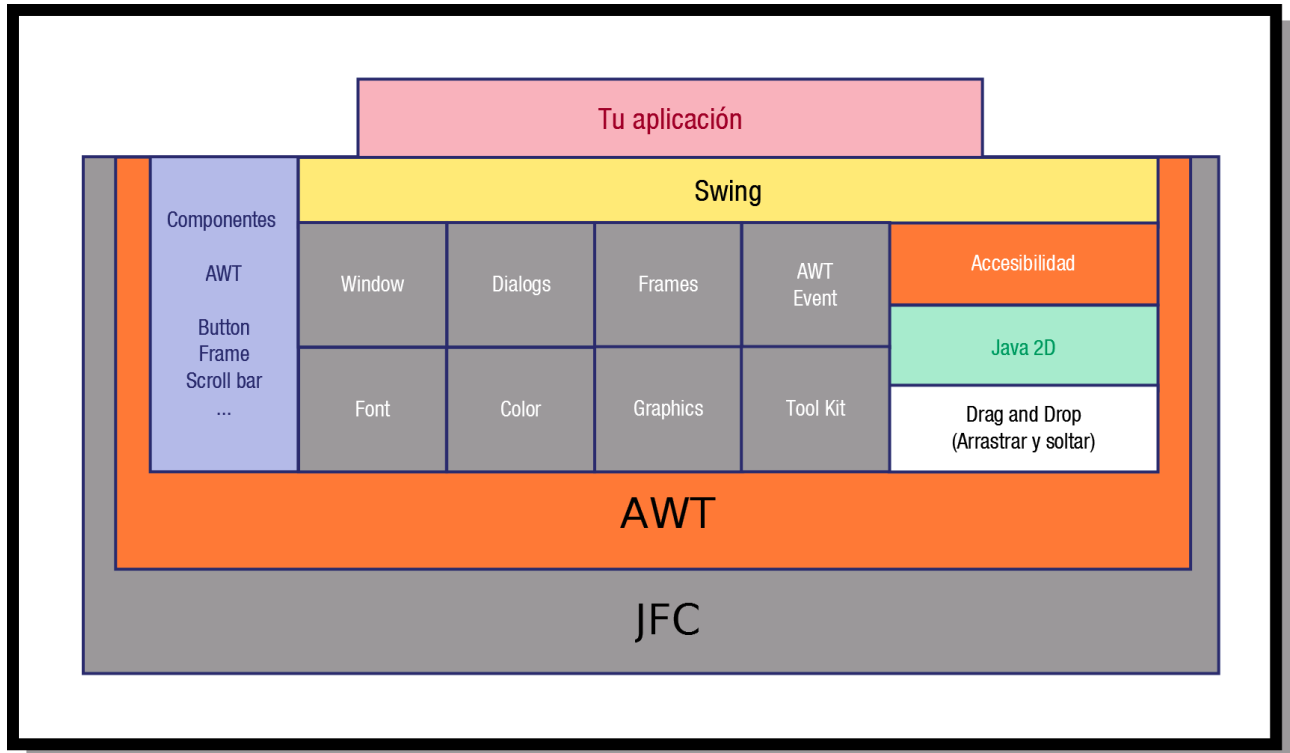 Tu aplicación
Swing
Componentes
AWT
Button
Frame
Scroll bar
...
Window
Dialogs
Frames
AWT
Event
Accesibilidad
Java 2D
Font
Color
Graphics
Tool Kit
Drag and Drop
(Arrastrar y soltar)
AWT
JFC